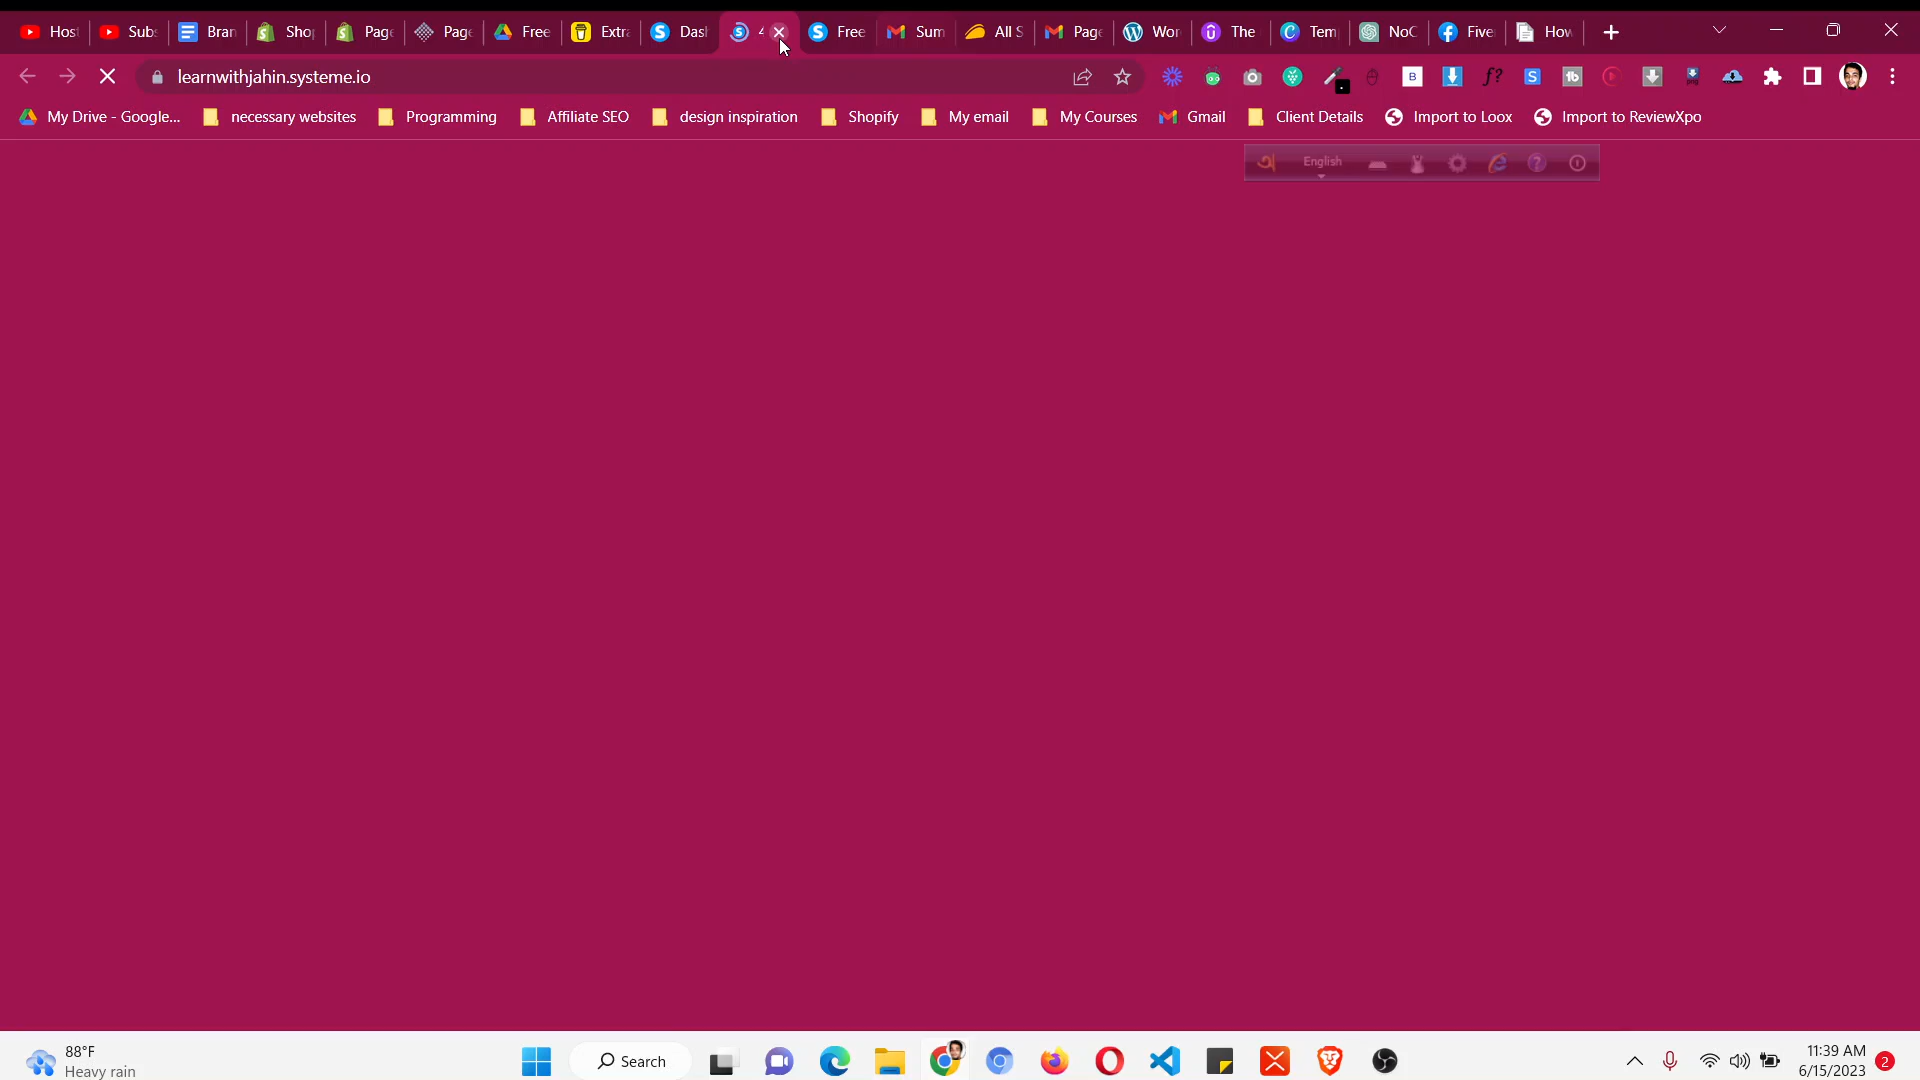 Host
Subs
Bran
Shop
Page
Page
Free
Extra
Dash
4
Free
Sum
All S
Page
Wor
The
Tem
NoC
Five
How
learnwithjahin.systeme.io
My Drive - Google...
necessary websites
Programming
Affiliate SEO
design inspiration
Shopify
My email
My Courses
Gmail
Client Details
Import to Loox
Import to ReviewXpo
অ
English
88°F
Heavy rain
Search
11:39 AM
6/15/2023
2